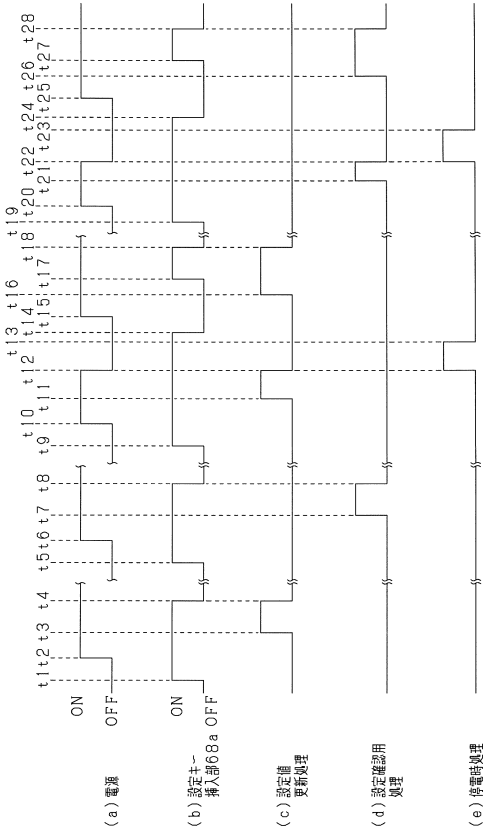 t1 t2 t3 t4 t5 t6 t7 t8 t9 t10 t11 t12 t13 t14 t15 t16 t17 t18 t19 t20 t21 t22 t23 t24 t25 t26 t27 t28
(a) 電源
ON
OFF
(b) 設定キー
挿入部68a
ON
OFF
(c) 設定値
更新処理
(d) 設定確認用
処理
(e) 停電時処理